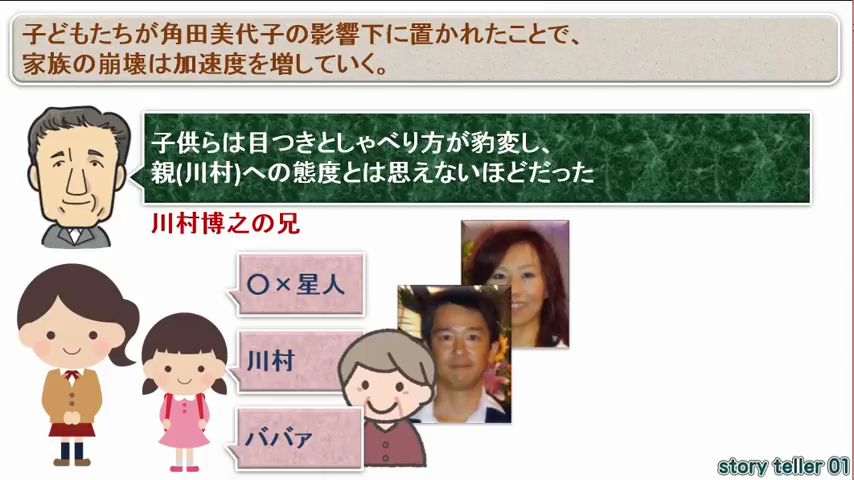 子どもたちが角田美代子の影響下に置かれたことで、
家族の崩壊は加速度を増していく。
子供らは目つきとしゃべり方が豹変し、
親(川村)への態度とは思えないほどだった
川村博之の兄
〇×星人
川村
ババァ
story teller 01